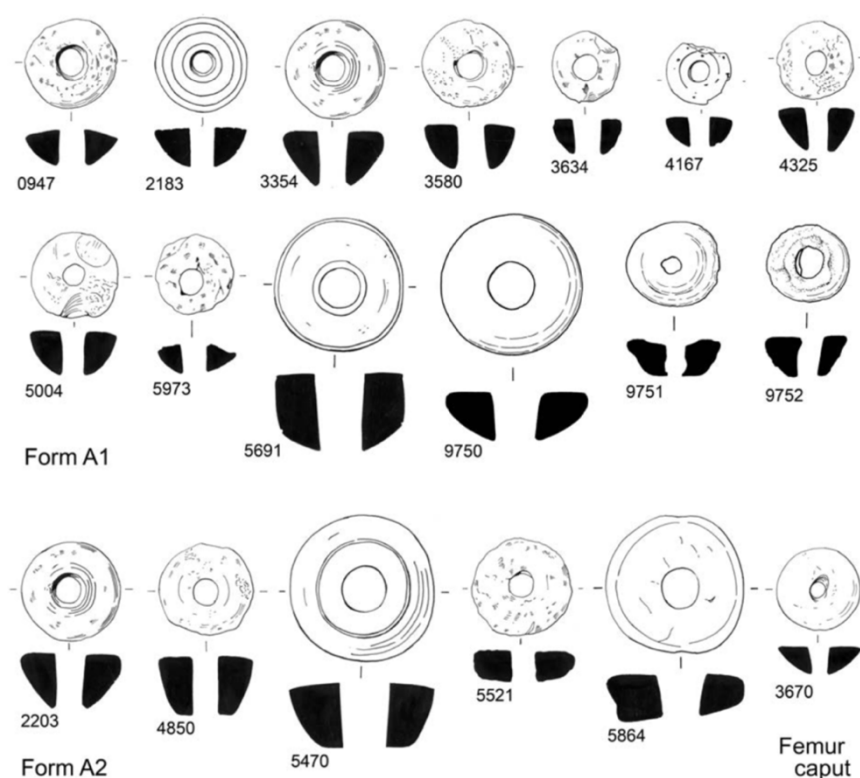 0947 2183 3354 3580 3634 4167 4325
5004 5973 5691 9750 9751 9752
Form A1
2203 4850 5470 5521 5864 3670
Form A2 Femur
caput